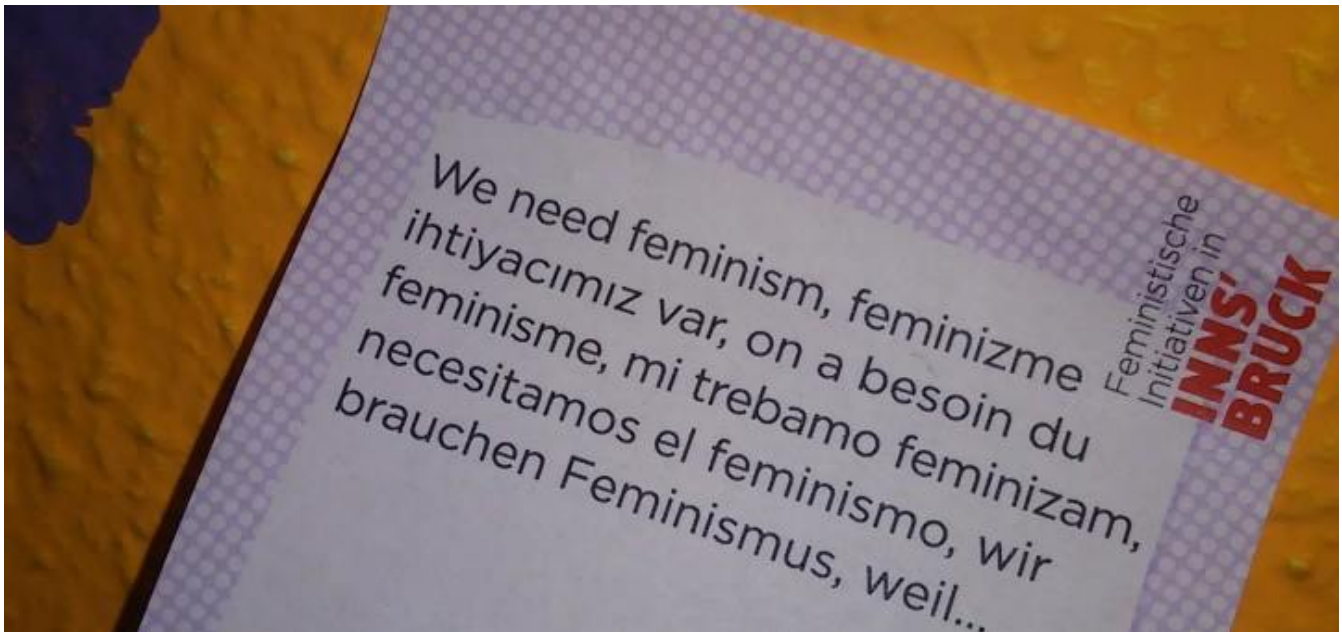 We need feminism, feminizme
ihtiyacımız var, on a besoin du
feminisme, mi trebamo feminizam,
necesitamos el feminismo, wir
brauchen Feminismus, weil...
Feministische
Initiativen in
INNS'
BRUCK